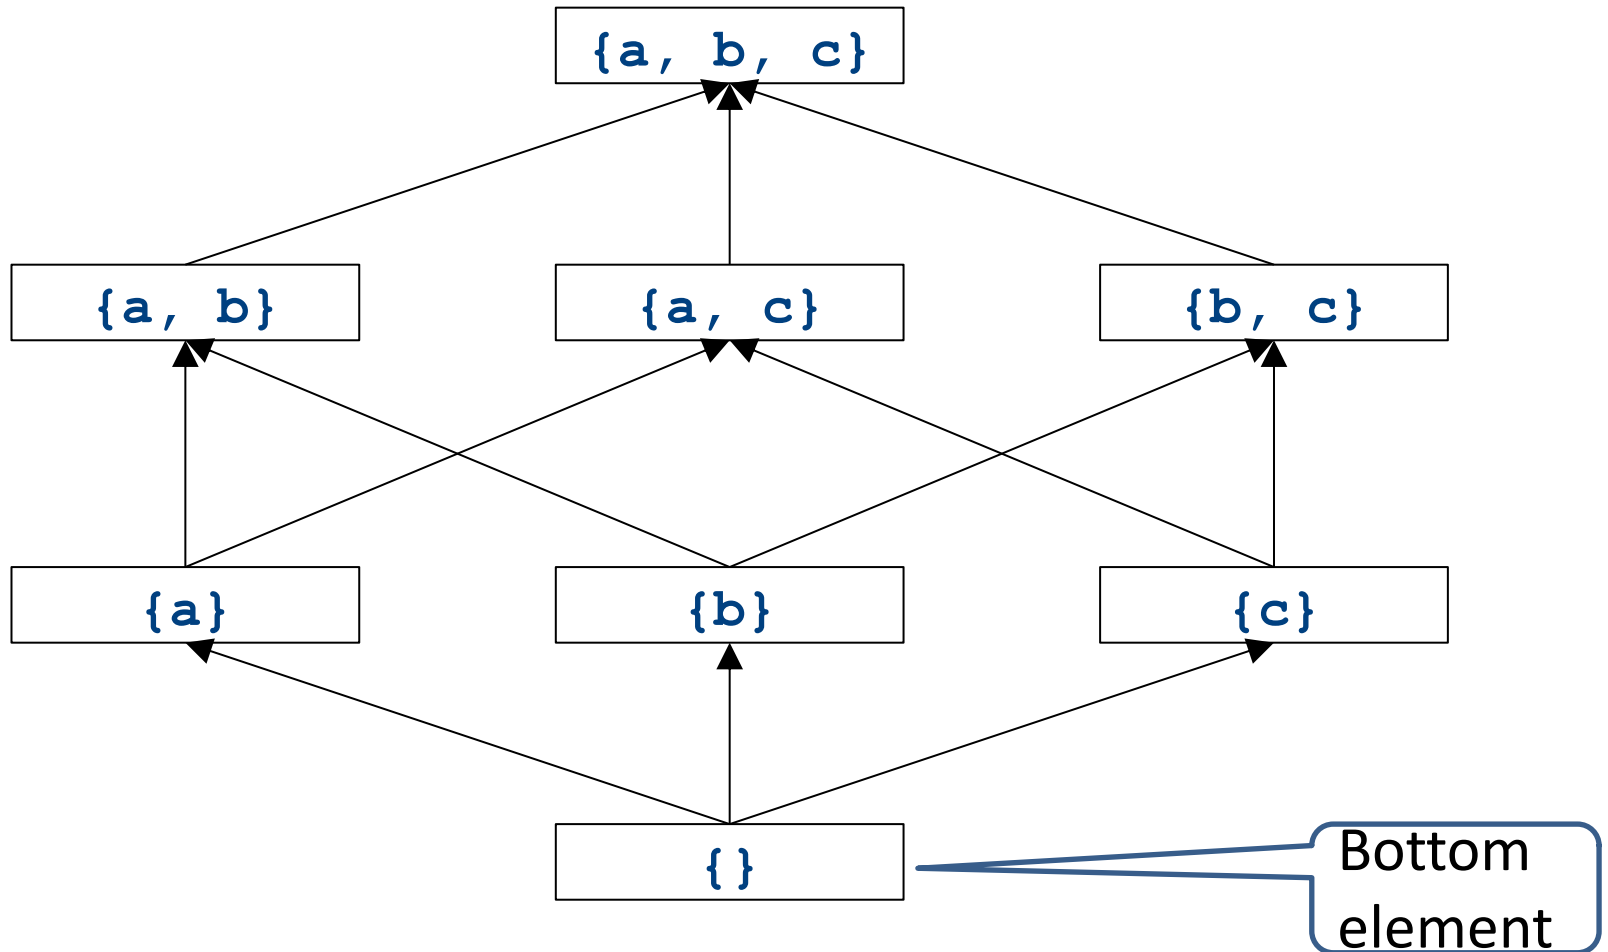 {a, b, c}
{a, b}
{a, c}
{b, c}
{a}
{b}
{c}
{}
Bottom
element